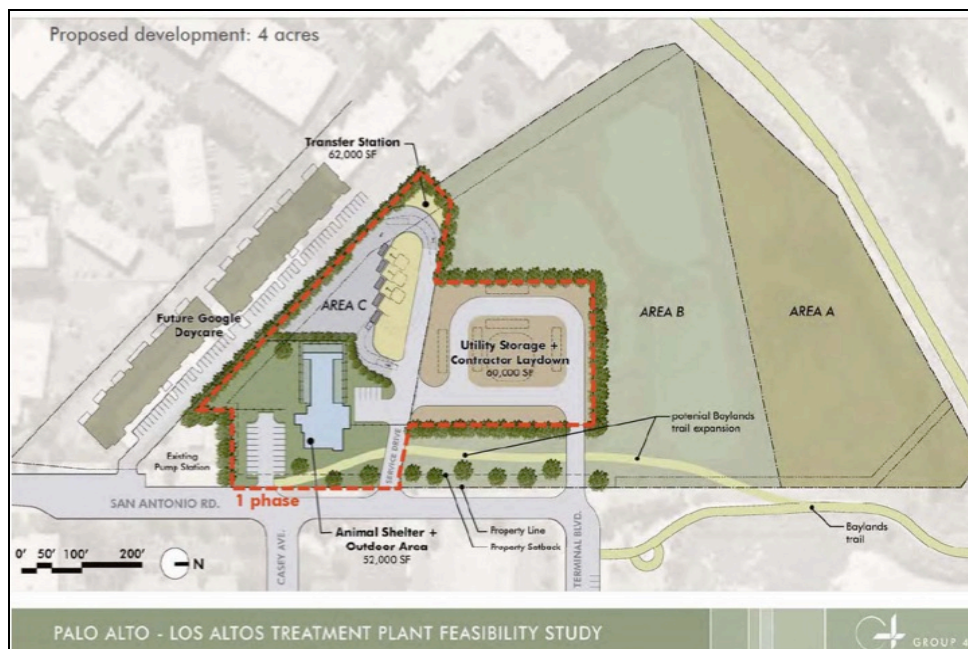 Proposed development: 4 acres
Transfer Station
62,000 SF
AREA C
AREA B
AREA A
Future Google
Daycare
Utility Storage +
Contractor Laydown
60,000 SF
potenial Baylands
trail expansion
Existing
Pump Station
SERVICE DRIVE
1 phase
SAN ANTONIO RD.
Animal Shelter +
Outdoor Area
52,000 SF
Property Line
Property Setback
Baylands
trail
0' 50' 100' 200'
N
CASEY AVE.
TERMINAL BLVD.
PALO ALTO - LOS ALTOS TREATMENT PLANT FEASIBILITY STUDY
GROUP 4